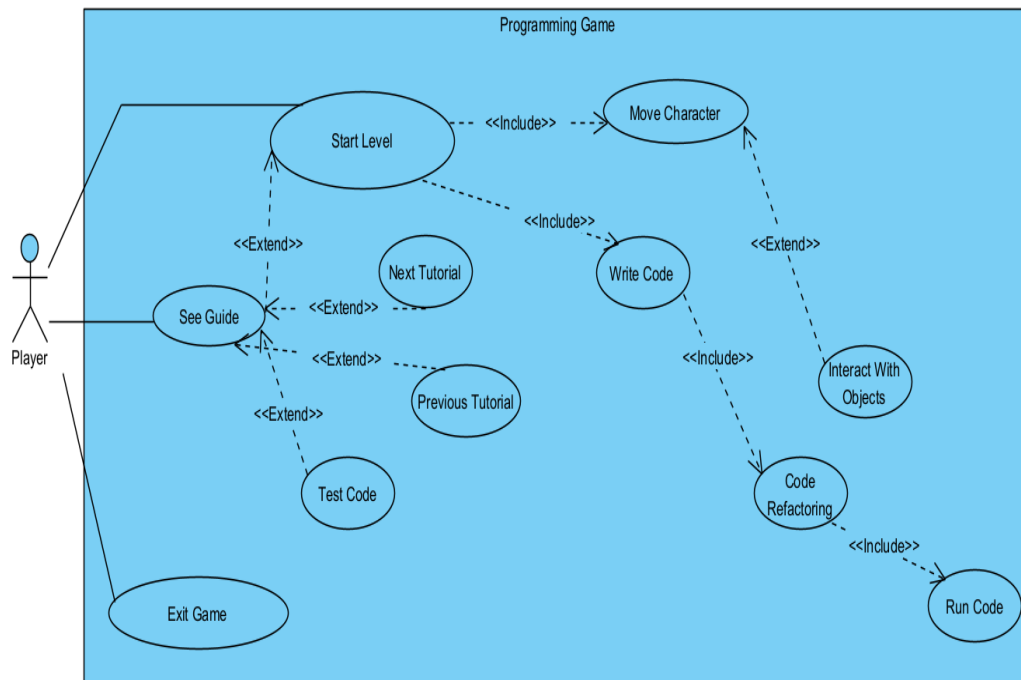 Programming Game
Start Level
<<Include>>
Move Character
<<Include>>
<<Extend>>
<<Extend>>
Next Tutorial
Write Code
See Guide
<<Extend>>
Player
<<Extend>>
<<Include>>
Interact With
Objects
Previous Tutorial
<<Extend>>
Test Code
Code
Refactoring
<<Include>>
Exit Game
Run Code